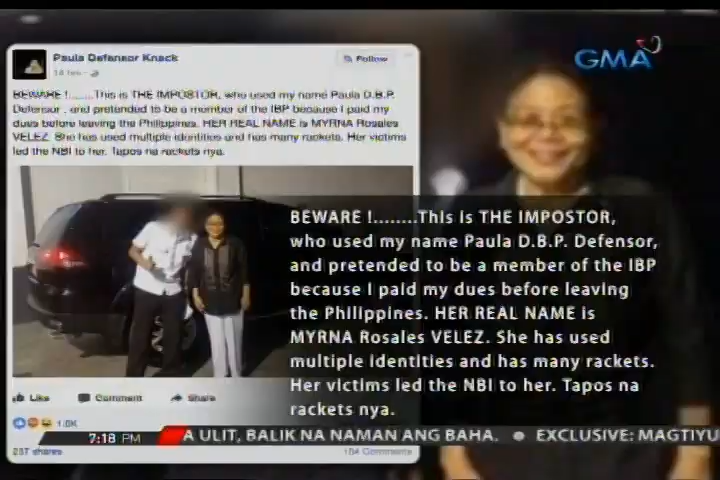 Paula Defensor Knack
Follow
14 hrs
BEWARE !........This is THE IMPOSTOR, who used my name Paula D.B.P.
Defensor , and pretended to be a member of the IBP because I paid my
dues before leaving the Philippines. HER REAL NAME is MYRNA Rosales
VELEZ. She has used multiple identities and has many rackets. Her victims
led the NBI to her. Tapos na rackets nya.
GMA
BEWARE !........This is THE IMPOSTOR,
who used my name Paula D.B.P. Defensor,
and pretended to be a member of the IBP
because I paid my dues before leaving
the Philippines. HER REAL NAME is
MYRNA Rosales VELEZ. She has used
multiple identities and has many rackets.
Her victims led the NBI to her. Tapos na
rackets nya.
Like Comment Share
1.0K
7:18 PM A ULIT, BALIK NA NAMAN ANG BAHA. EXCLUSIVE: MAGTIYU
237 shares 184 Comments